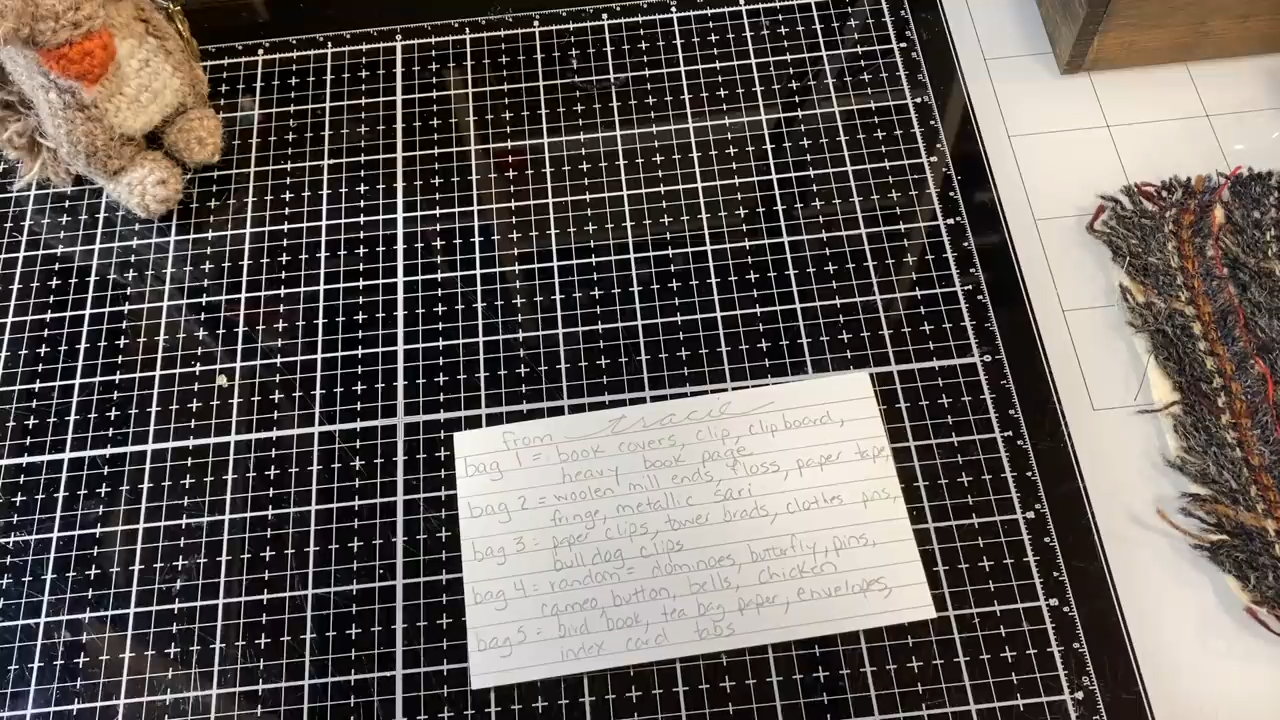 from tracie
bag 1 = book covers, clip, clipboard,
heavy book page
bag 2 = woolen mill ends, floss, paper tape,
fringe, metallic sari
bag 3 = paper clips, tower brads, clothes pins,
bull dog clips
bag 4 = random = dominoes, butterfly, pins,
cameo, button, bells, chicken
bag 5 = bird book, tea bag paper, envelopes,
index card tabs